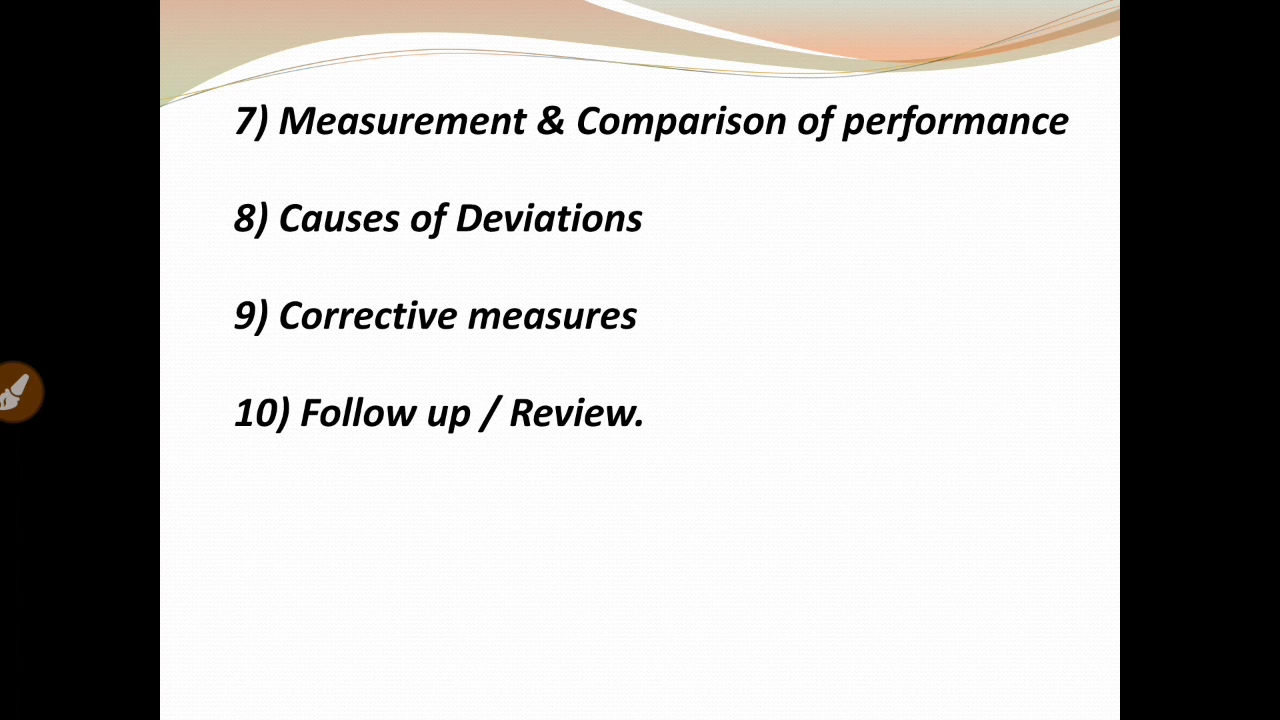 7) Measurement & Comparison of performance
8) Causes of Deviations
9) Corrective measures
10) Follow up / Review.